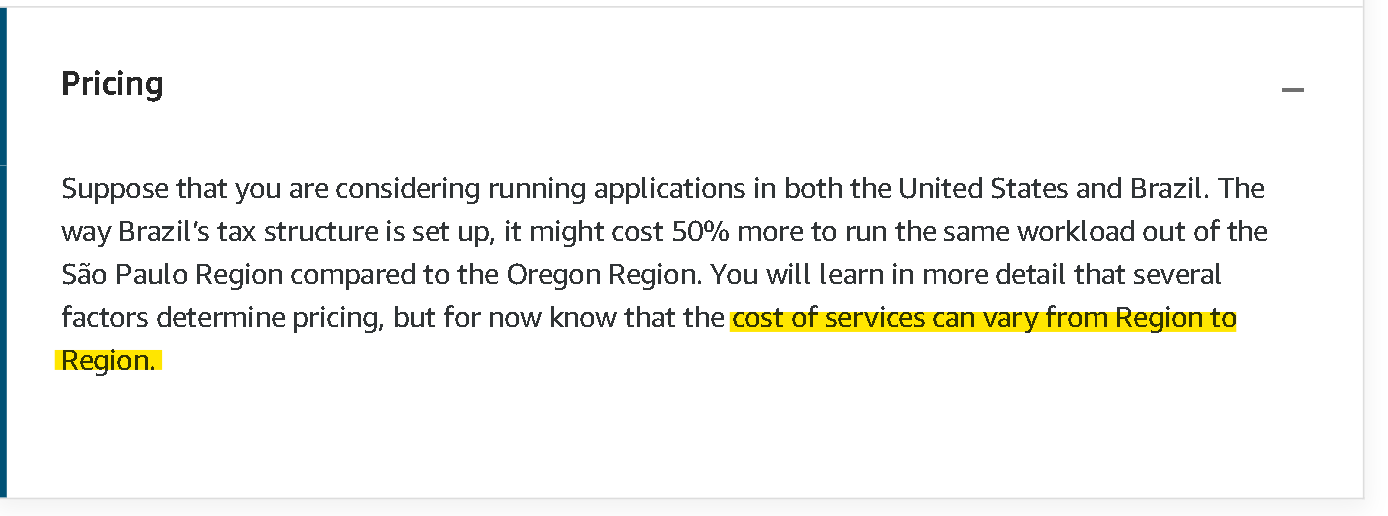 Pricing
Suppose that you are considering running applications in both the United States and Brazil. The
way Brazil’s tax structure is set up, it might cost 50% more to run the same workload out of the
São Paulo Region compared to the Oregon Region. You will learn in more detail that several
factors determine pricing, but for now know that the cost of services can vary from Region to
Region.